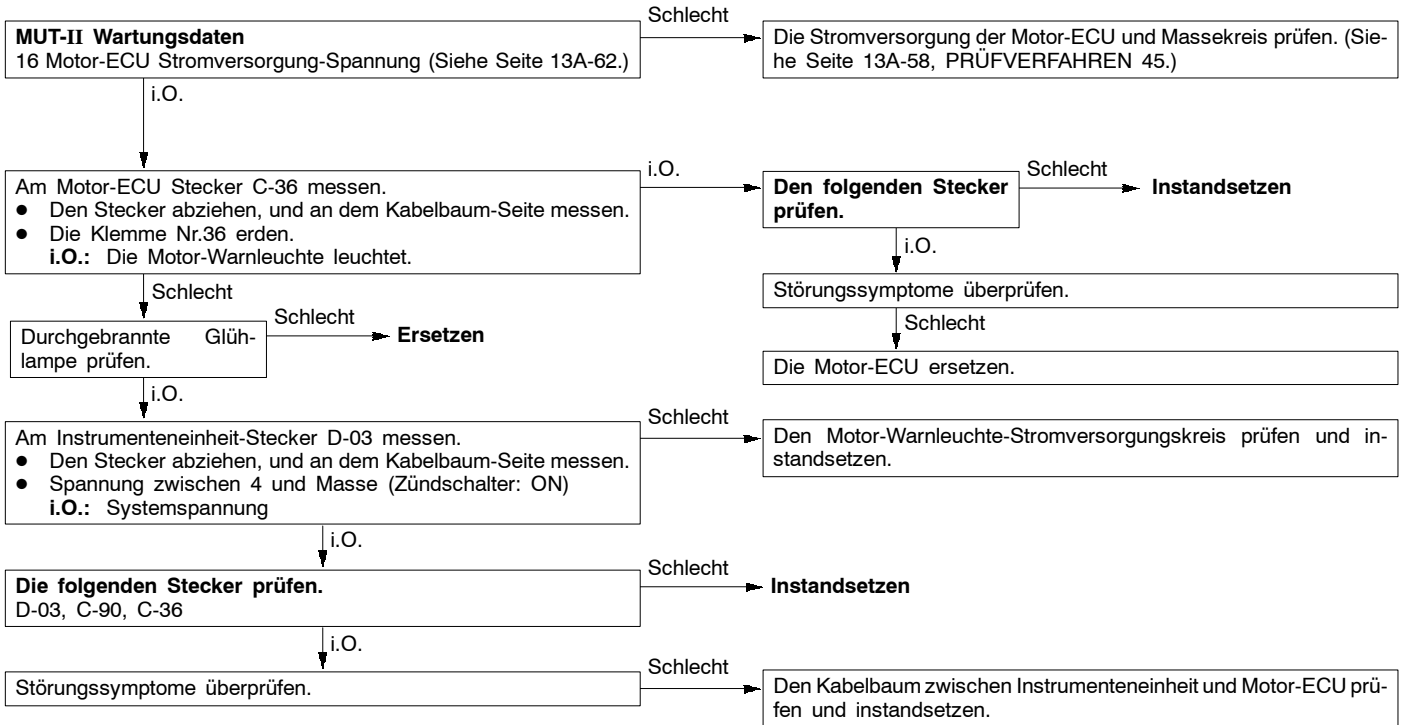 Schlecht
MUT-II Wartungsdaten
16 Motor-ECU Stromversorgung-Spannung (Siehe Seite 13A-62.)
Die Stromversorgung der Motor-ECU und Massekreis prüfen. (Sie-
he Seite 13A-58, PRÜFVERFAHREN 45.)
i.O.
Am Motor-ECU Stecker C-36 messen.
● Den Stecker abziehen, und an dem Kabelbaum-Seite messen.
● Die Klemme Nr.36 erden.
i.O.: Die Motor-Warnleuchte leuchtet.
i.O.
Den folgenden Stecker
prüfen.
Schlecht
Instandsetzen
i.O.
Störungssymptome überprüfen.
Schlecht
Die Motor-ECU ersetzen.
Schlecht
Durchgebrannte Glüh-
lampe prüfen.
Schlecht
Ersetzen
i.O.
Am Instrumenteneinheit-Stecker D-03 messen.
● Den Stecker abziehen, und an dem Kabelbaum-Seite messen.
● Spannung zwischen 4 und Masse (Zündschalter: ON)
i.O.: Systemspannung
Schlecht
Den Motor-Warnleuchte-Stromversorgungskreis prüfen und in-
standsetzen.
i.O.
Die folgenden Stecker prüfen.
D-03, C-90, C-36
Schlecht
Instandsetzen
i.O.
Störungssymptome überprüfen.
Schlecht
Den Kabelbaum zwischen Instrumenteneinheit und Motor-ECU prü-
fen und instandsetzen.